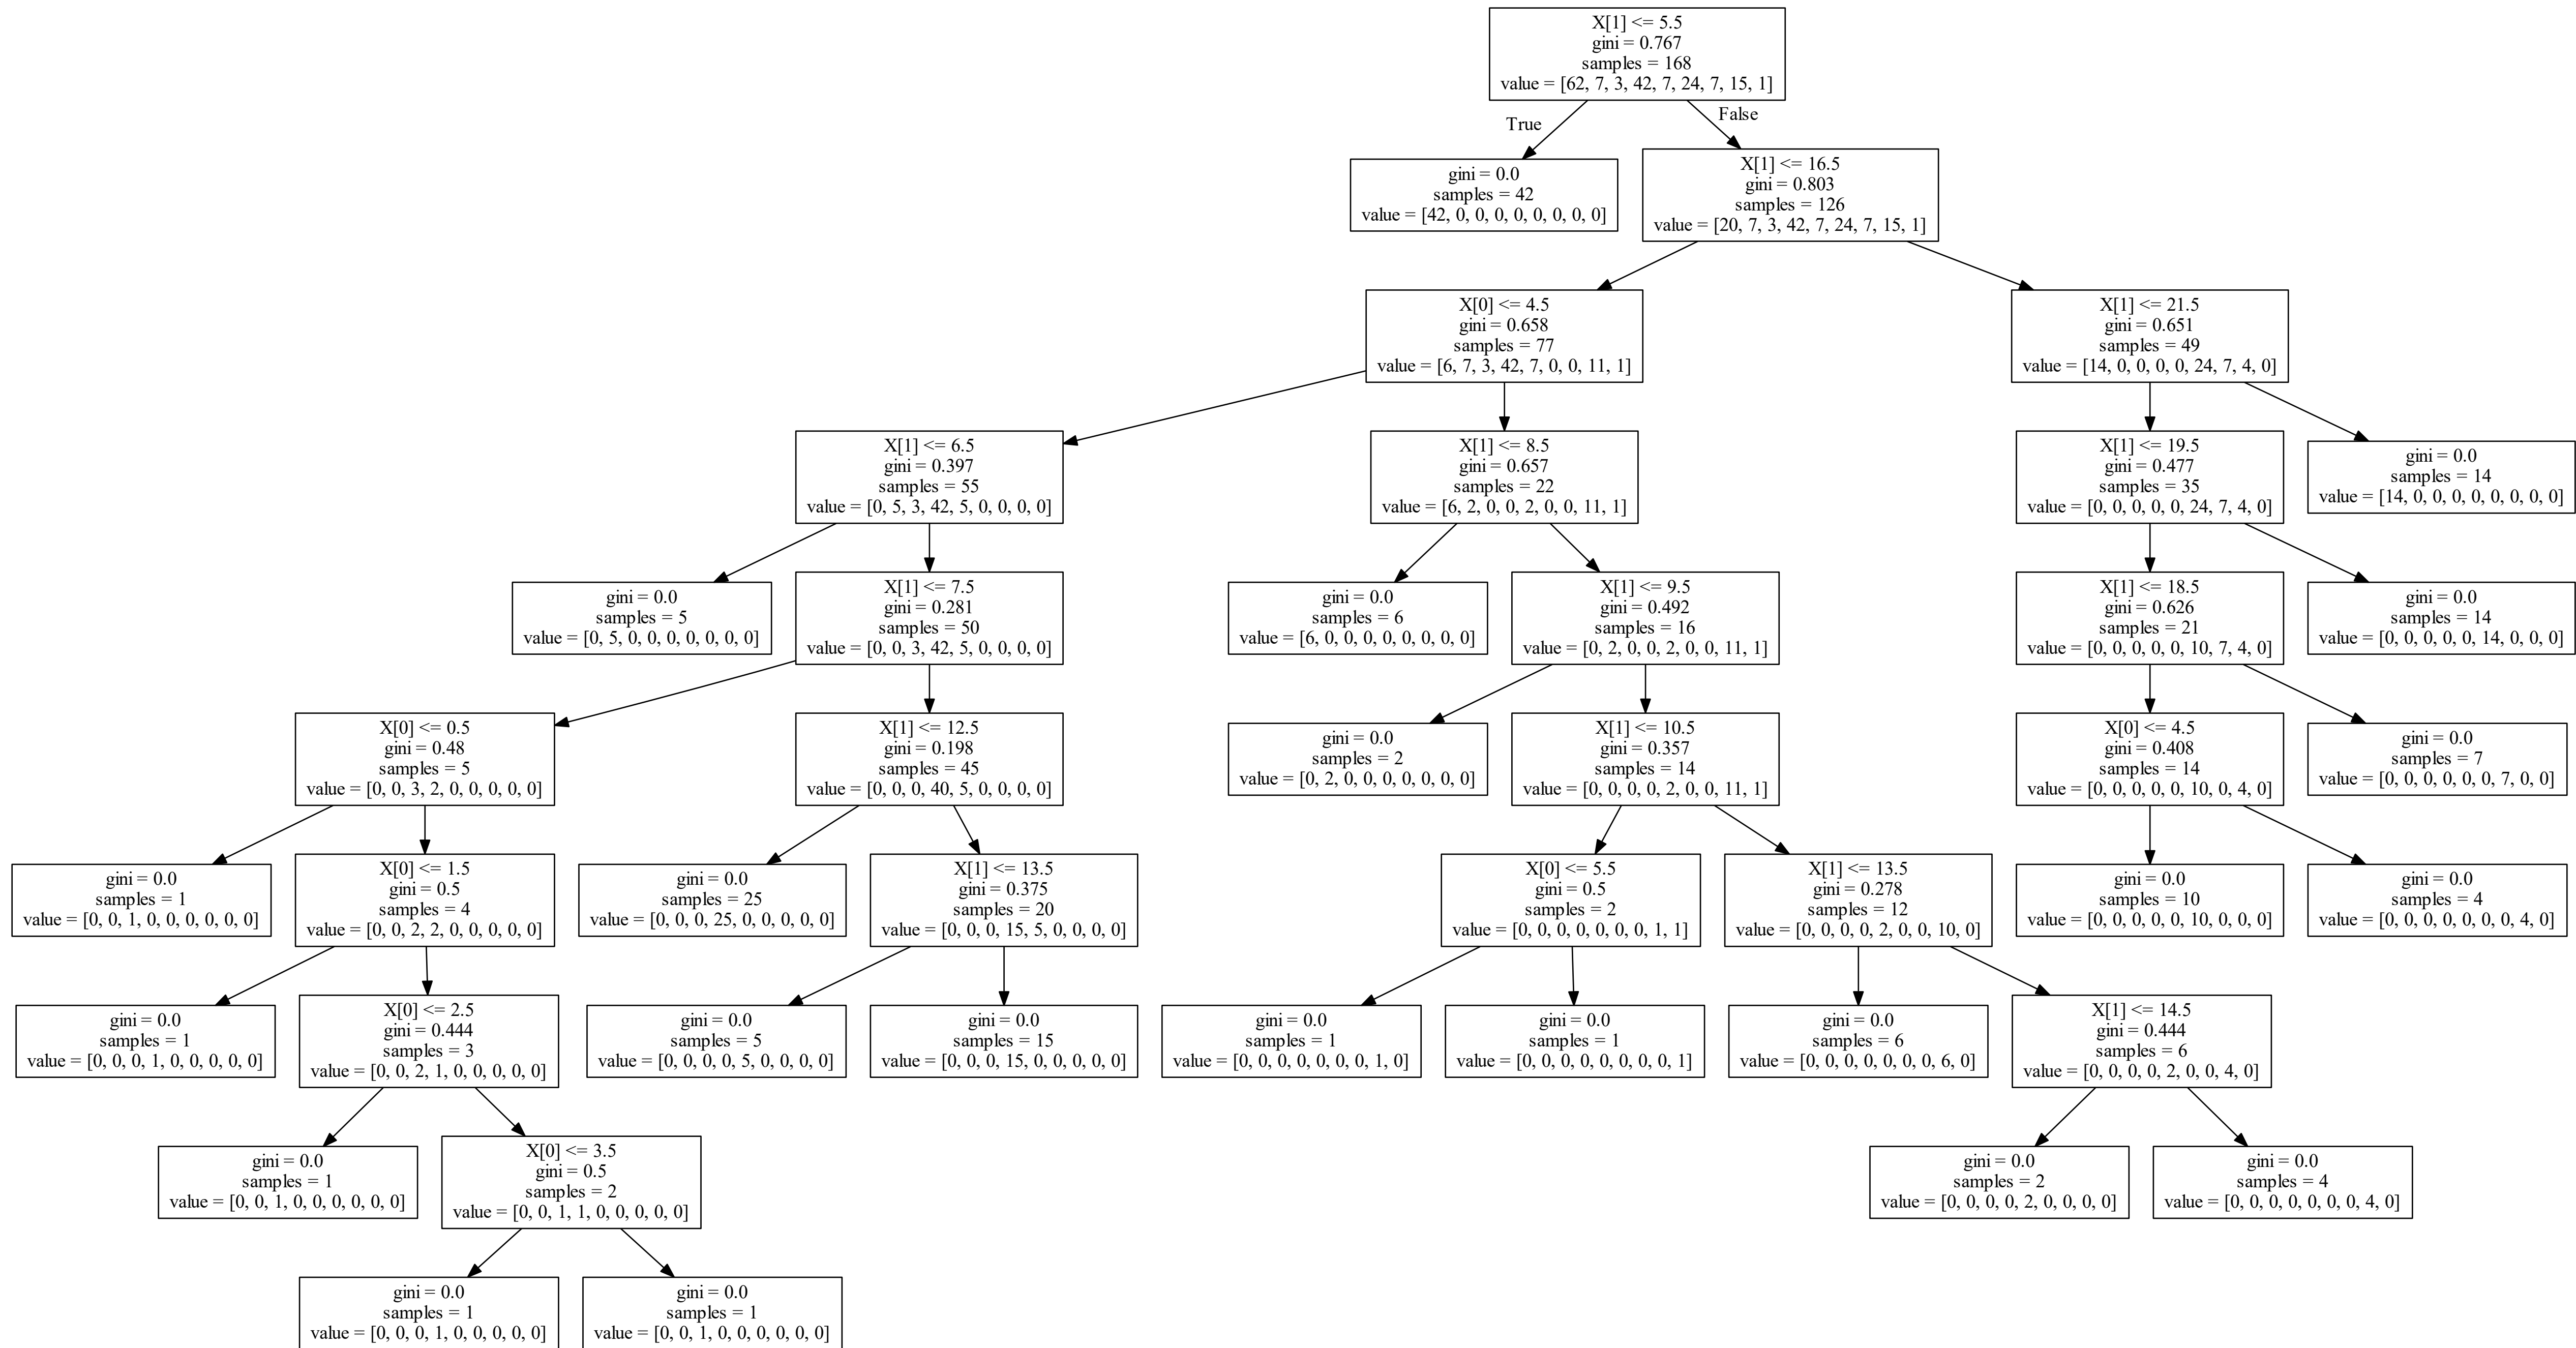 X[1] <= 5.5
gini = 0.767
samples = 168
value = [62, 7, 3, 42, 7, 24, 7, 15, 1]
True
False
gini = 0.0
samples = 42
value = [42, 0, 0, 0, 0, 0, 0, 0, 0]
X[1] <= 16.5
gini = 0.803
samples = 126
value = [20, 7, 3, 42, 7, 24, 7, 15, 1]
X[0] <= 4.5
gini = 0.658
samples = 77
value = [6, 7, 3, 42, 7, 0, 0, 11, 1]
X[1] <= 21.5
gini = 0.651
samples = 49
value = [14, 0, 0, 0, 0, 24, 7, 4, 0]
X[1] <= 6.5
gini = 0.397
samples = 55
value = [0, 5, 3, 42, 5, 0, 0, 0, 0]
X[1] <= 8.5
gini = 0.657
samples = 22
value = [6, 2, 0, 0, 2, 0, 0, 11, 1]
X[1] <= 19.5
gini = 0.477
samples = 35
value = [0, 0, 0, 0, 0, 24, 7, 4, 0]
gini = 0.0
samples = 14
value = [14, 0, 0, 0, 0, 0, 0, 0, 0]
gini = 0.0
samples = 5
value = [0, 5, 0, 0, 0, 0, 0, 0, 0]
X[1] <= 7.5
gini = 0.281
samples = 50
value = [0, 0, 3, 42, 5, 0, 0, 0, 0]
gini = 0.0
samples = 6
value = [6, 0, 0, 0, 0, 0, 0, 0, 0]
X[1] <= 9.5
gini = 0.492
samples = 16
value = [0, 2, 0, 0, 2, 0, 0, 11, 1]
X[1] <= 18.5
gini = 0.626
samples = 21
value = [0, 0, 0, 0, 0, 10, 7, 4, 0]
gini = 0.0
samples = 14
value = [0, 0, 0, 0, 0, 14, 0, 0, 0]
X[0] <= 0.5
gini = 0.48
samples = 5
value = [0, 0, 3, 2, 0, 0, 0, 0, 0]
X[1] <= 12.5
gini = 0.198
samples = 45
value = [0, 0, 0, 40, 5, 0, 0, 0, 0]
gini = 0.0
samples = 2
value = [0, 2, 0, 0, 0, 0, 0, 0, 0]
X[1] <= 10.5
gini = 0.357
samples = 14
value = [0, 0, 0, 0, 2, 0, 0, 11, 1]
X[0] <= 4.5
gini = 0.408
samples = 14
value = [0, 0, 0, 0, 0, 10, 0, 4, 0]
gini = 0.0
samples = 7
value = [0, 0, 0, 0, 0, 0, 7, 0, 0]
gini = 0.0
samples = 1
value = [0, 0, 1, 0, 0, 0, 0, 0, 0]
X[0] <= 1.5
gini = 0.5
samples = 4
value = [0, 0, 2, 2, 0, 0, 0, 0, 0]
gini = 0.0
samples = 25
value = [0, 0, 0, 25, 0, 0, 0, 0, 0]
X[1] <= 13.5
gini = 0.375
samples = 20
value = [0, 0, 0, 15, 5, 0, 0, 0, 0]
X[0] <= 5.5
gini = 0.5
samples = 2
value = [0, 0, 0, 0, 0, 0, 0, 1, 1]
X[1] <= 13.5
gini = 0.278
samples = 12
value = [0, 0, 0, 0, 2, 0, 0, 10, 0]
gini = 0.0
samples = 10
value = [0, 0, 0, 0, 0, 10, 0, 0, 0]
gini = 0.0
samples = 4
value = [0, 0, 0, 0, 0, 0, 0, 4, 0]
gini = 0.0
samples = 1
value = [0, 0, 0, 1, 0, 0, 0, 0, 0]
X[0] <= 2.5
gini = 0.444
samples = 3
value = [0, 0, 2, 1, 0, 0, 0, 0, 0]
gini = 0.0
samples = 5
value = [0, 0, 0, 0, 5, 0, 0, 0, 0]
gini = 0.0
samples = 15
value = [0, 0, 0, 15, 0, 0, 0, 0, 0]
gini = 0.0
samples = 1
value = [0, 0, 0, 0, 0, 0, 0, 1, 0]
gini = 0.0
samples = 1
value = [0, 0, 0, 0, 0, 0, 0, 0, 1]
gini = 0.0
samples = 6
value = [0, 0, 0, 0, 0, 0, 0, 6, 0]
X[1] <= 14.5
gini = 0.444
samples = 6
value = [0, 0, 0, 0, 2, 0, 0, 4, 0]
gini = 0.0
samples = 1
value = [0, 0, 1, 0, 0, 0, 0, 0, 0]
X[0] <= 3.5
gini = 0.5
samples = 2
value = [0, 0, 1, 1, 0, 0, 0, 0, 0]
gini = 0.0
samples = 2
value = [0, 0, 0, 0, 2, 0, 0, 0, 0]
gini = 0.0
samples = 4
value = [0, 0, 0, 0, 0, 0, 0, 4, 0]
gini = 0.0
samples = 1
value = [0, 0, 0, 1, 0, 0, 0, 0, 0]
gini = 0.0
samples = 1
value = [0, 0, 1, 0, 0, 0, 0, 0, 0]